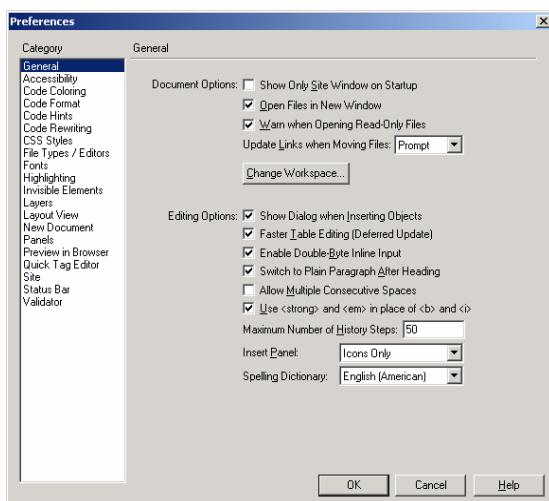 Preferences
Category
General
Accessibility
Code Coloring
Code Format
Code Hints
Code Rewriting
CSS Styles
File Types / Editors
Fonts
Highlighting
Invisible Elements
Layers
Layout View
New Document
Panels
Preview in Browser
Quick Tag Editor
Site
Status Bar
Validator
General
Document Options: Show Only Site Window on Startup
Open Files in New Window
Warn when Opening Read-Only Files
Update Links when Moving Files: Prompt
Change Workspace...
Editing Options: Show Dialog when Inserting Objects
Faster Table Editing (Deferred Update)
Enable Double-Byte Inline Input
Switch to Plain Paragraph After Heading
Allow Multiple Consecutive Spaces
Use <strong> and <em> in place of <b> and <i>
Maximum Number of History Steps: 50
Insert Panel: Icons Only
Spelling Dictionary: English (American)
OK Cancel Help